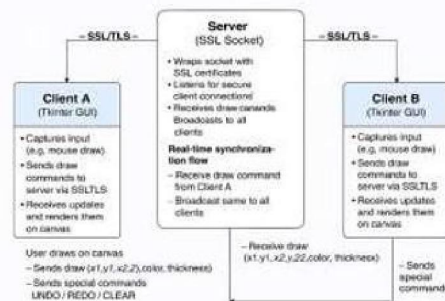 Server
(SSL Socket)
• Wraps socket with
SSL certificates
• Listens for secure
client connections
• Receives draw canands
Broadcasts to all
clients
Real-time synchroniza-
tion flow
– Receive draw command
from Client A
– Broadcast same to all
clients
– SSL/TLS –
– SSL/TLS –
Client A
(Tkinter GUI)
• Captures input
(e.g. mouse draw)
• Sends draw
commands to
server via SSLTLS
• Receives updates
and renders them
on canvas
Client B
(Tkinter GUI)
• Captures input
(e.g. mouse draw)
• Sends draw
commands to
server via SSLTLS
• Receives updates
and renders them
on canvas
User draws on canvas
– Sends draw (x1,y1,x2,2),color, thickness)
– Sends special commands
UNDO / REDO / CLEAR
– Receive draw
(x1,y1,x2,y,22,color, thickness)
– Sends
special
command